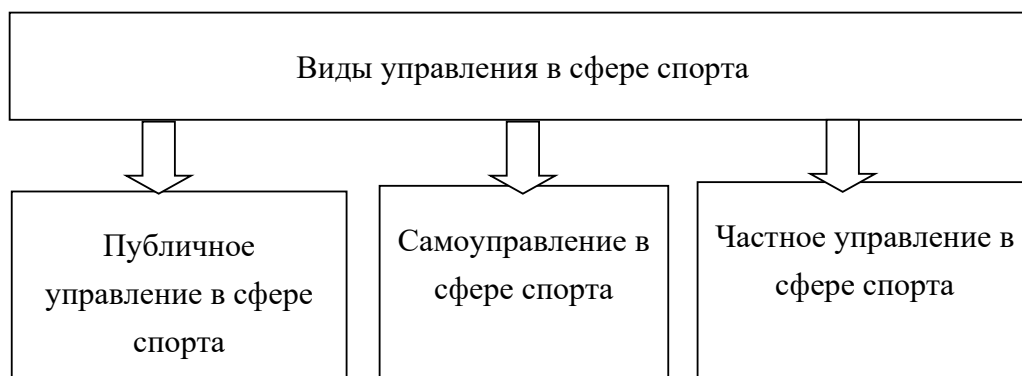 Виды управления в сфере спорта
Публичное
управление в сфере
спорта
Самоуправление в
сфере спорта
Частное управление в
сфере спорта